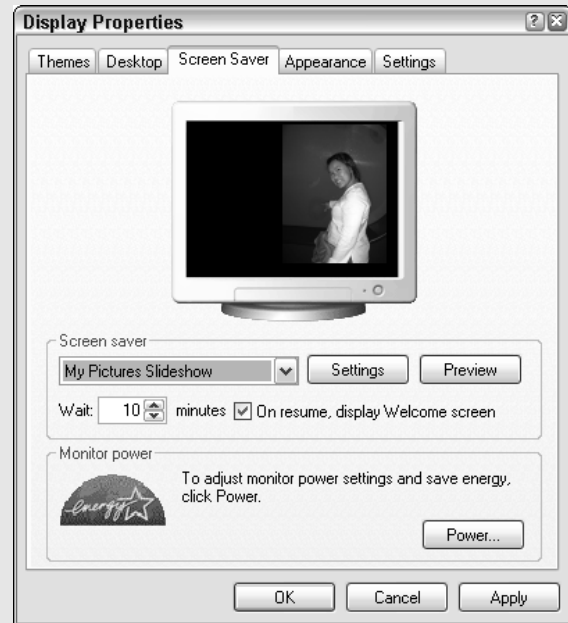 Display Properties
Themes Desktop Screen Saver Appearance Settings
Screen saver
My Pictures Slideshow Settings Preview
Wait: 10 minutes On resume, display Welcome screen
Monitor power
energy
To adjust monitor power settings and save energy,
click Power.
Power...
OK Cancel Apply